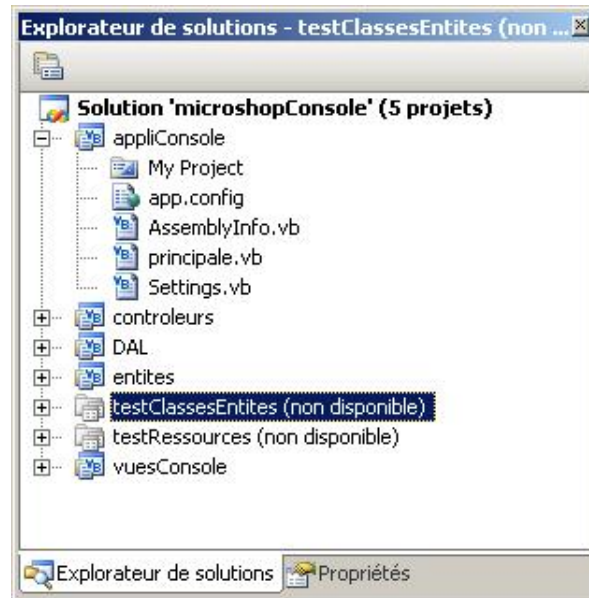 Explorateur de solutions - testClassesEntites (non ...
Solution 'microshopConsole' (5 projets)
appliConsole
My Project
app.config
AssemblyInfo.vb
principale.vb
Settings.vb
controleurs
DAL
entites
testClassesEntites (non disponible)
testRessources (non disponible)
vuesConsole
Explorateur de solutions Propriétés